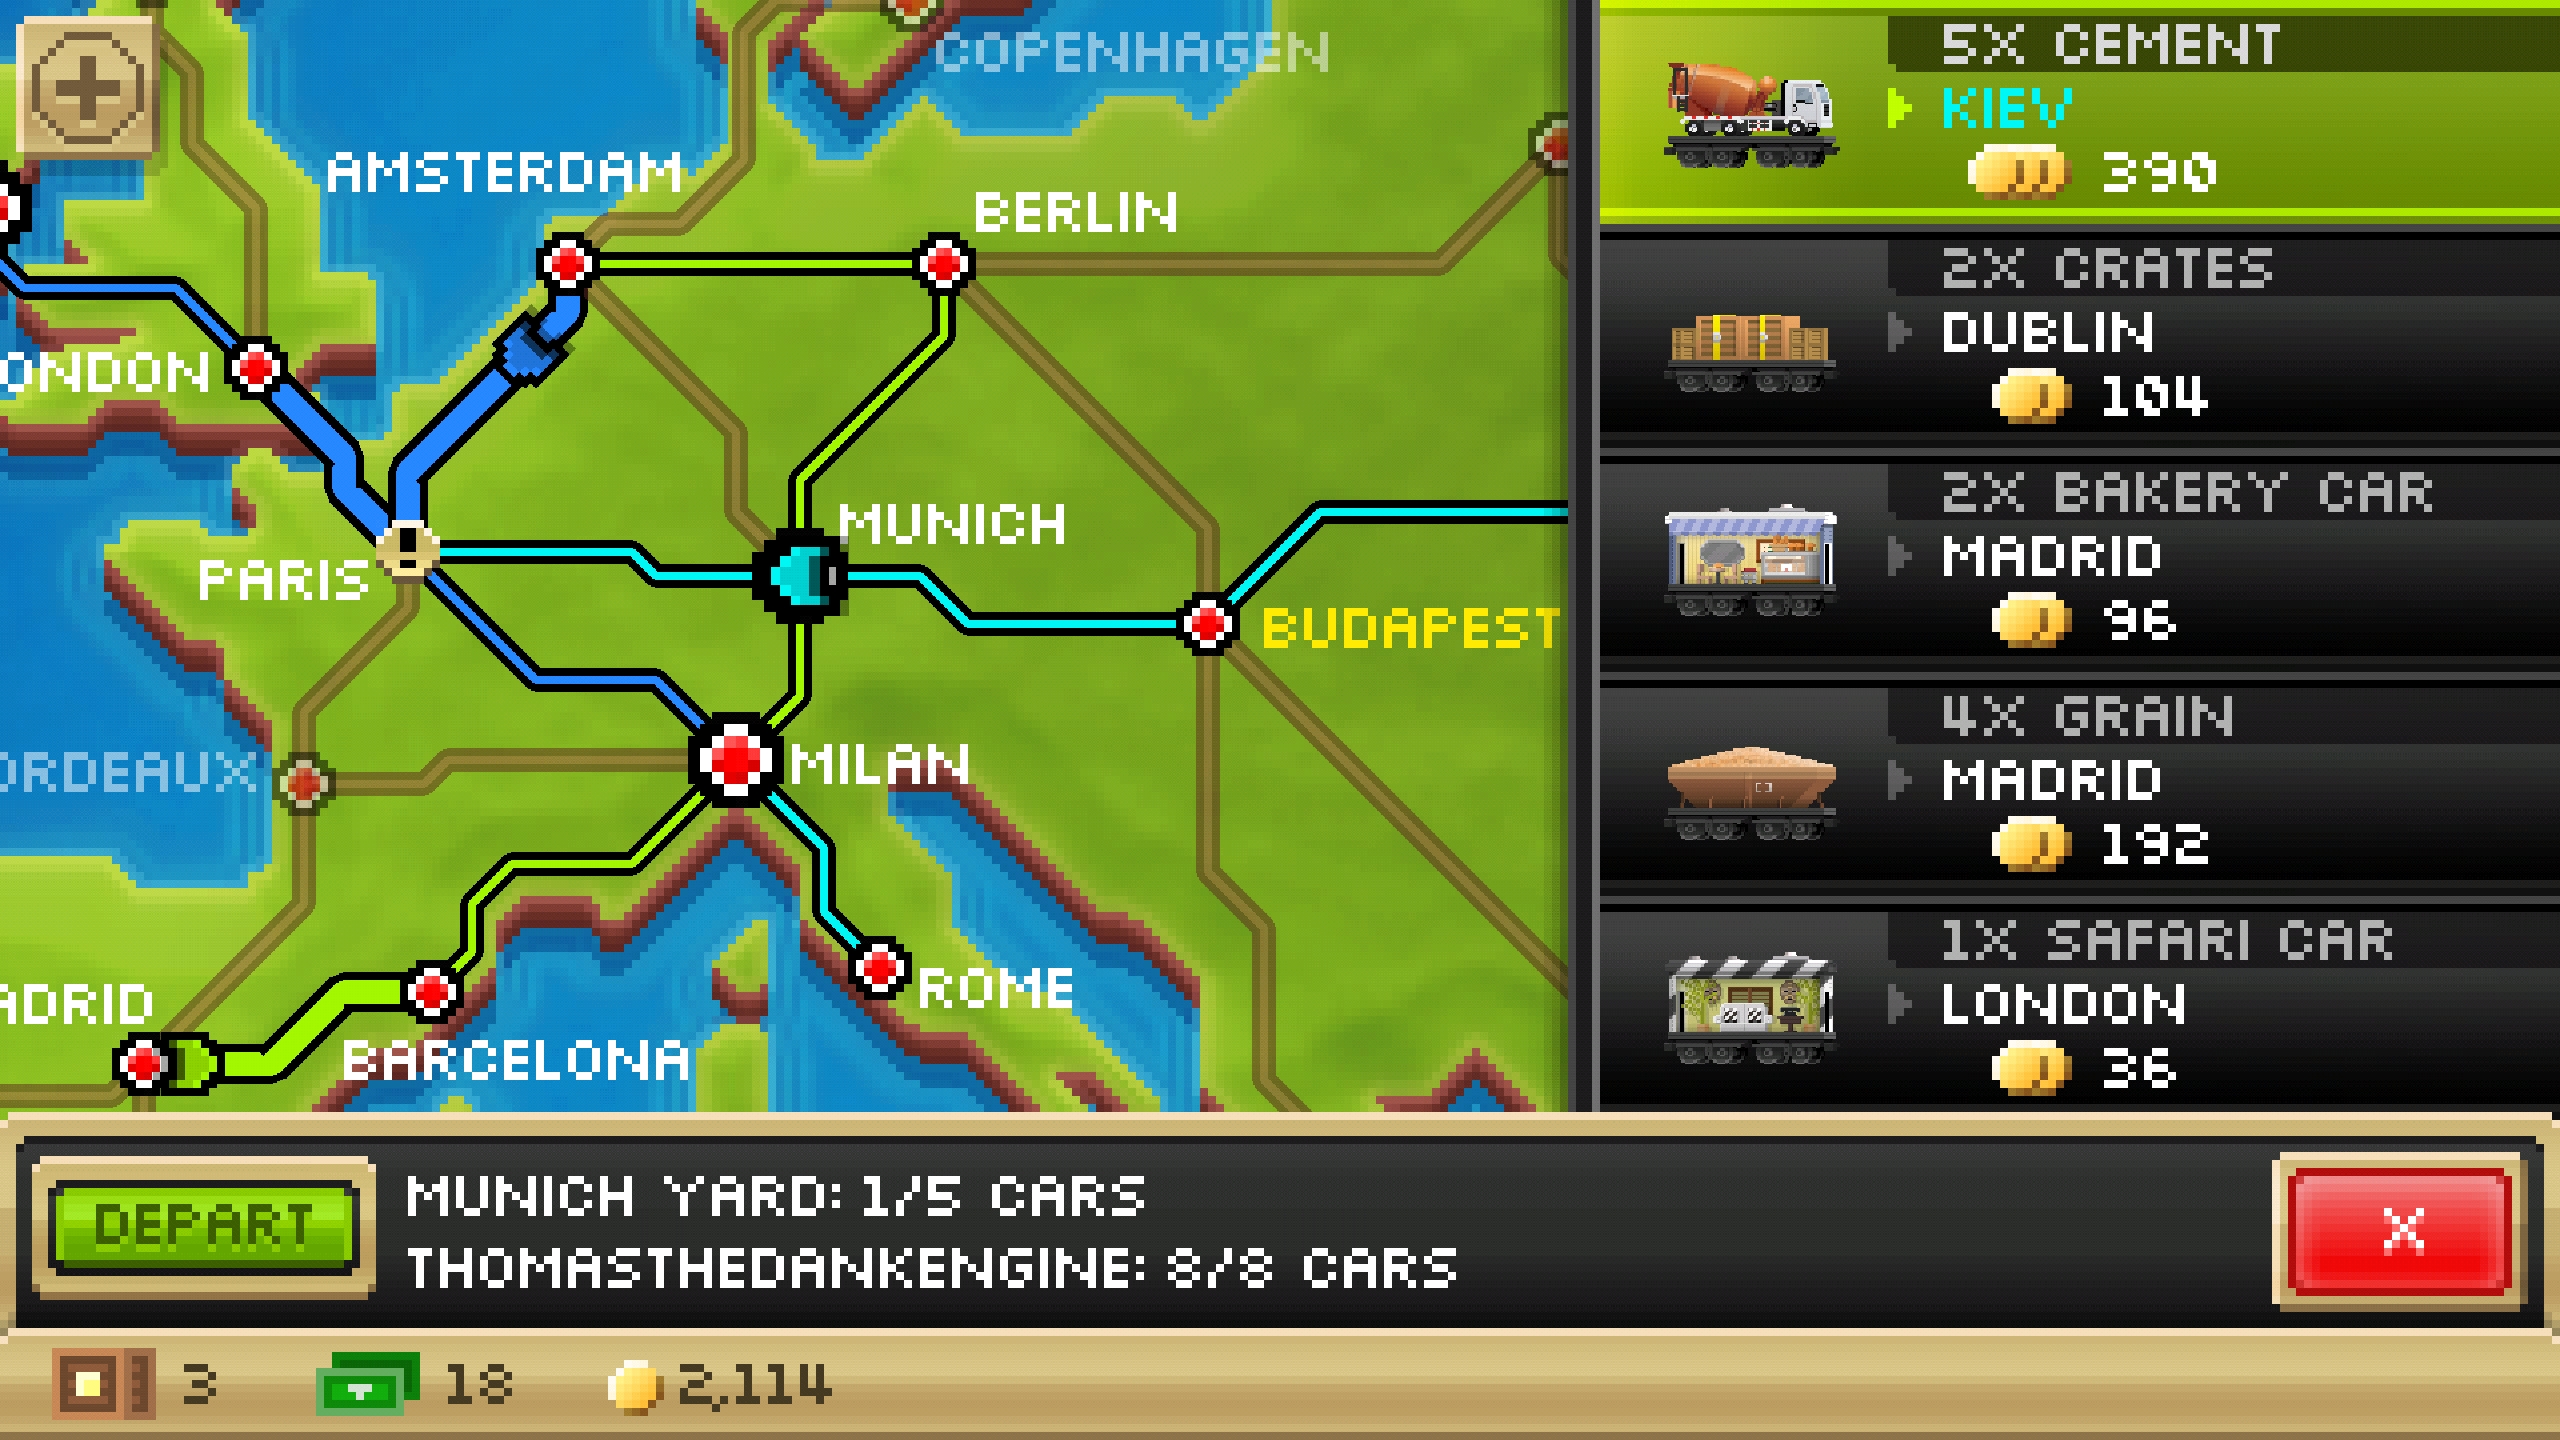 COPENHAGEN
AMSTERDAM
BERLIN
ONDON
MUNICH
PARIS
BUDAPEST
ORDEAUX
MILAN
ADRID
ROME
BARCELONA
5X CEMENT
KIEV
390
2X CRATES
DUBLIN
104
2X BAKERY CAR
MADRID
96
4X GRAIN
MADRID
192
1X SAFARI CAR
LONDON
36
DEPART
MUNICH YARD: 1/5 CARS
THOMASTHEDANKENGINE: 8/8 CARS
X
3 18 2,114